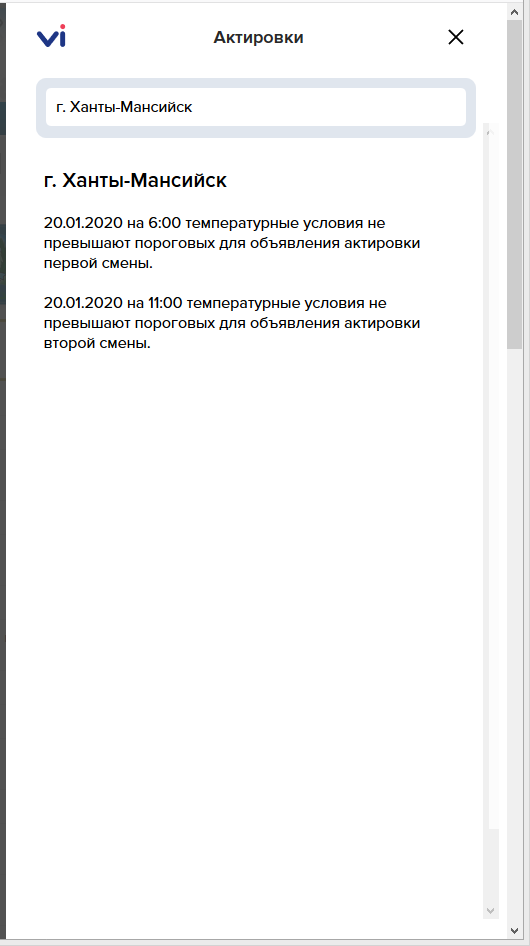 vi
Актировки
г. Ханты-Мансийск
г. Ханты-Мансийск
20.01.2020 на 6:00 температурные условия не
превышают пороговых для объявления актировки
первой смены.
20.01.2020 на 11:00 температурные условия не
превышают пороговых для объявления актировки
второй смены.